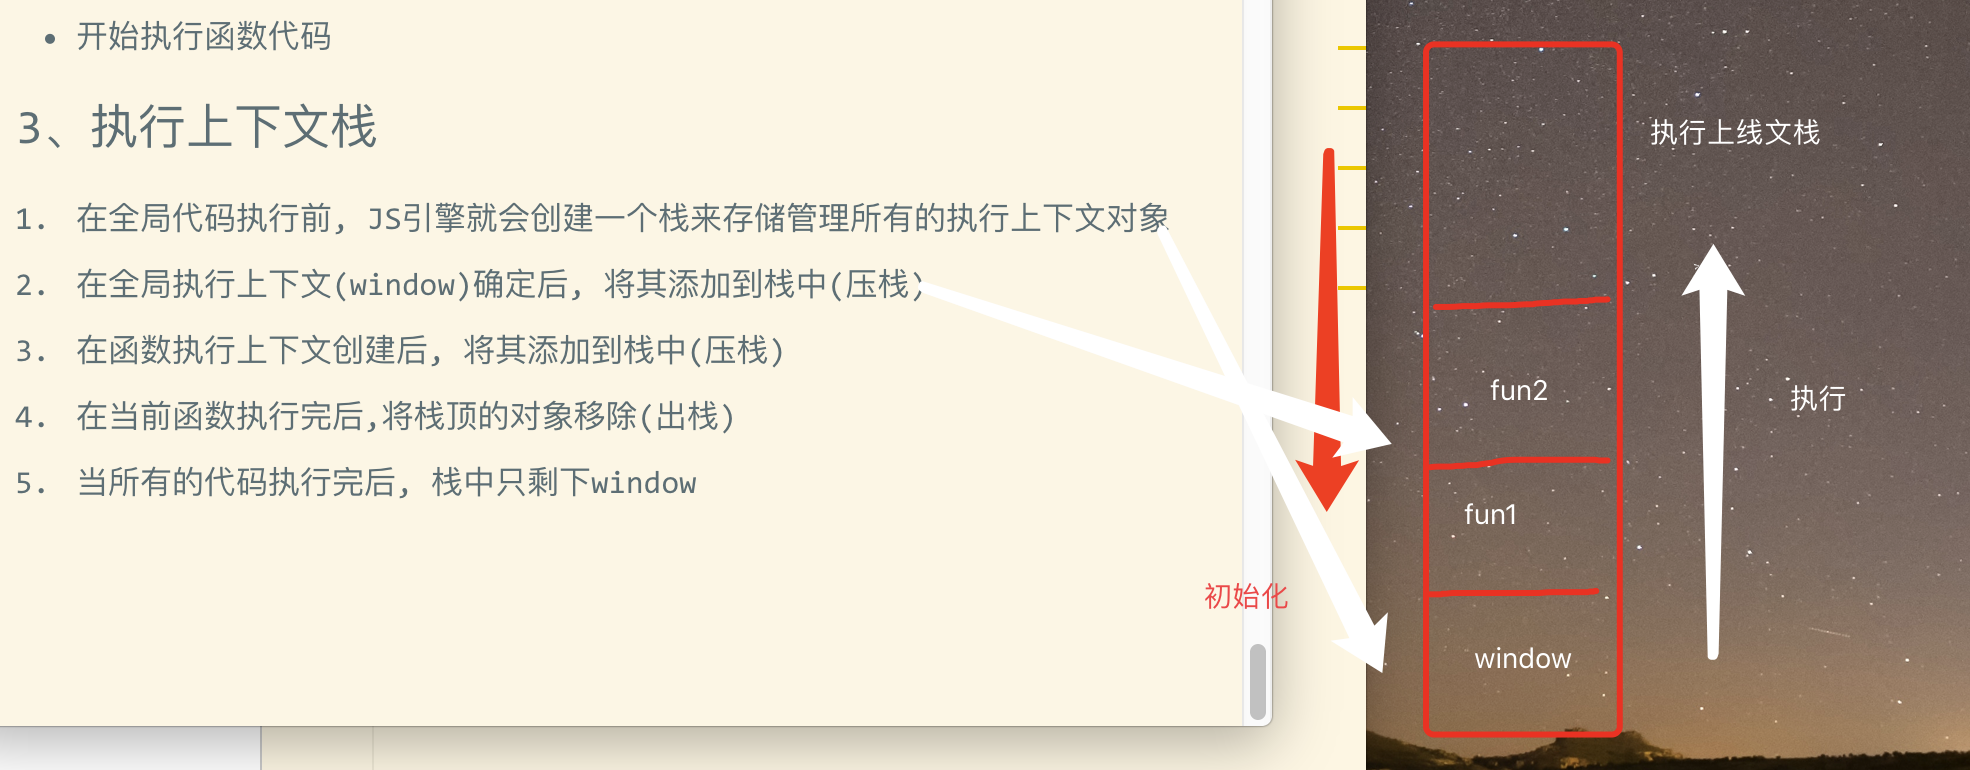 • 开始执行函数代码
3、执行上下文栈
1. 在全局代码执行前, JS引擎就会创建一个栈来存储管理所有的执行上下文对象
2. 在全局执行上下文(window)确定后, 将其添加到栈中(压栈)
3. 在函数执行上下文创建后, 将其添加到栈中(压栈)
4. 在当前函数执行完后,将栈顶的对象移除(出栈)
5. 当所有的代码执行完后, 栈中只剩下window
初始化
执行上线文栈
fun2
执行
fun1
window